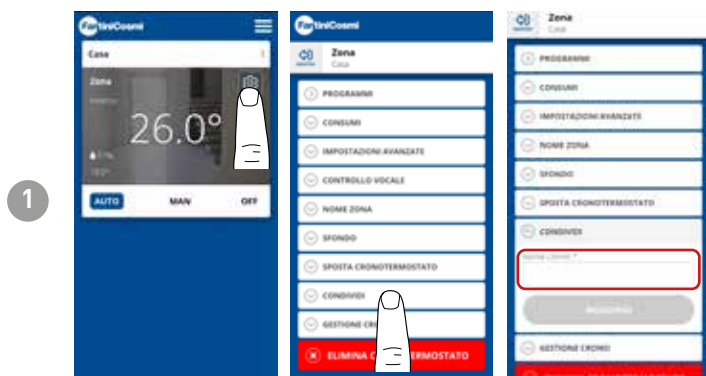 1
FantiniCosmi
Casa
Zona
26.0°
AUTO MAN OFF
FantiniCosmi
Zona
Casa
PROGRAMMI
CONSUMI
IMPOSTAZIONI AVANZATE
CONTROLLO VOCALE
NOME ZONA
SFONDO
SPOSTA CRONOTERMOSTATO
CONDIVIDI
GESTIONE
ELIMINA C RMOSTATO
Zona
Casa
PROGRAMMI
CONSUMI
IMPOSTAZIONI AVANZATE
NOME ZONA
SFONDO
SPOSTA CRONOTERMOSTATO
CONDIVIDI
GESTIONE CRONO